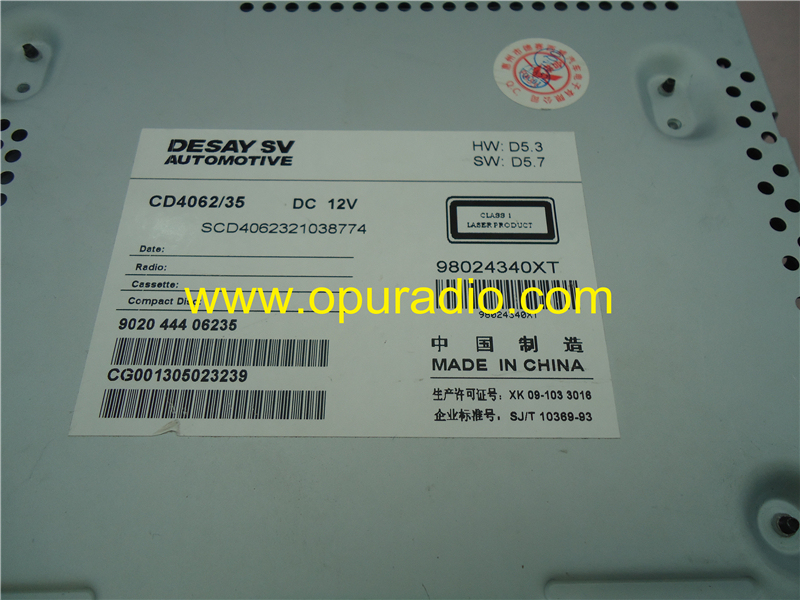 DESAY SV
AUTOMOTIVE
HW: D5.3
SW: D5.7
CD4062/35 DC 12V
SCD4062321038774
CLASS 1
LASER PRODUCT
Date:
Radio:
Cassette:
Compact Disc:
98024340XT
98024340XT
www.opuradio.com
9020 444 06235
CG001305023239
中国制造
MADE IN CHINA
生产许可证号: XK 09-103 3016
企业标准号: SJ/T 10369-93